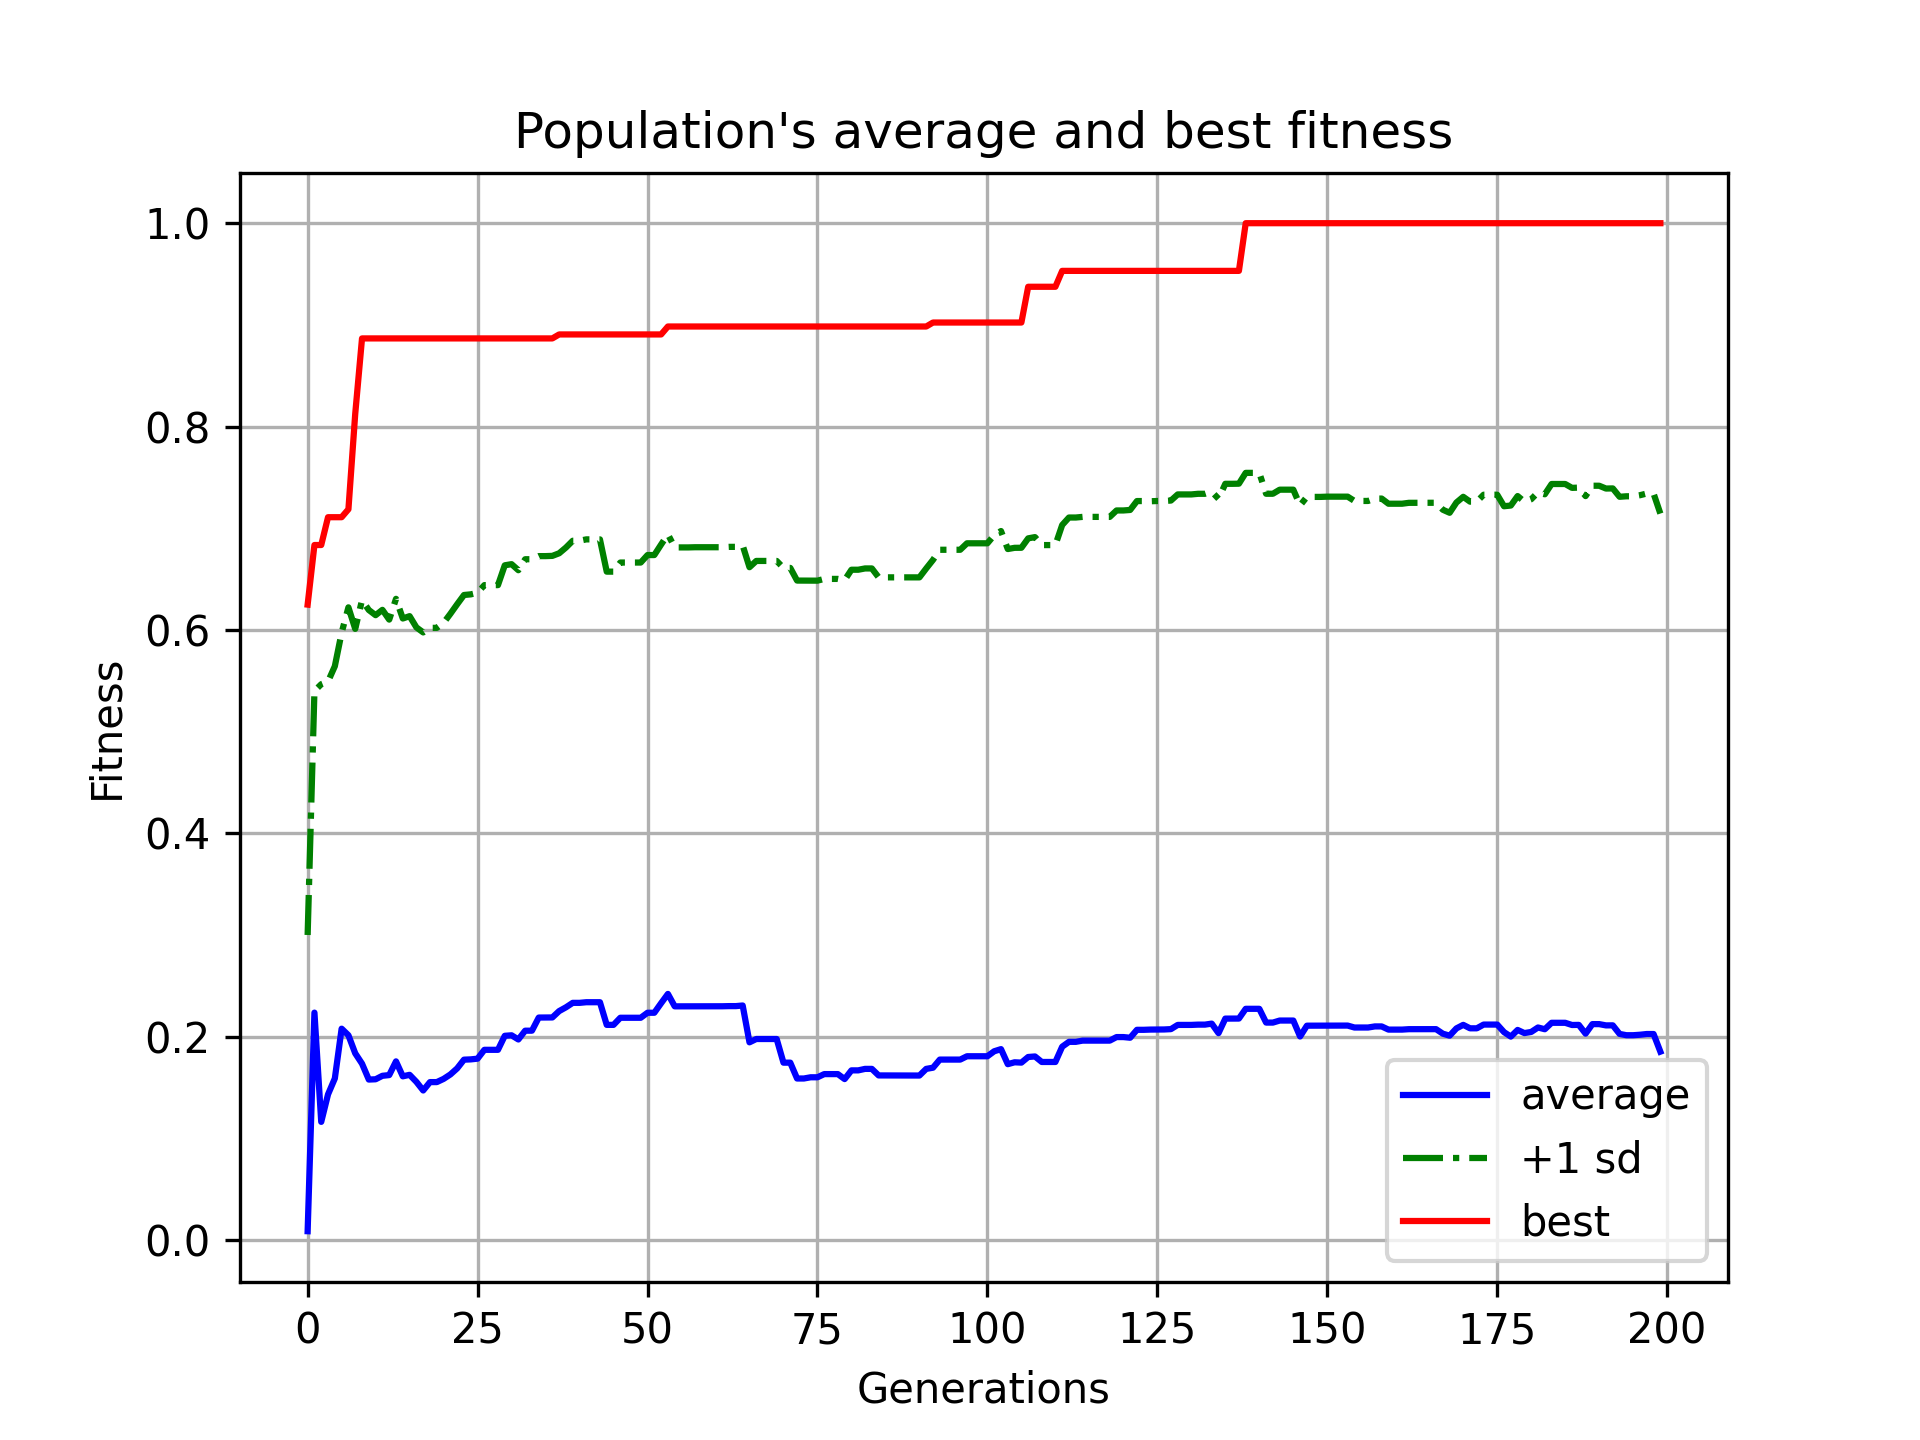 Population's average and best fitness
1.0
0.8
0.6
0.4
0.2
0.0
Fitness
0 25 50 75 100 125 150 175 200
Generations
average
+1 sd
best